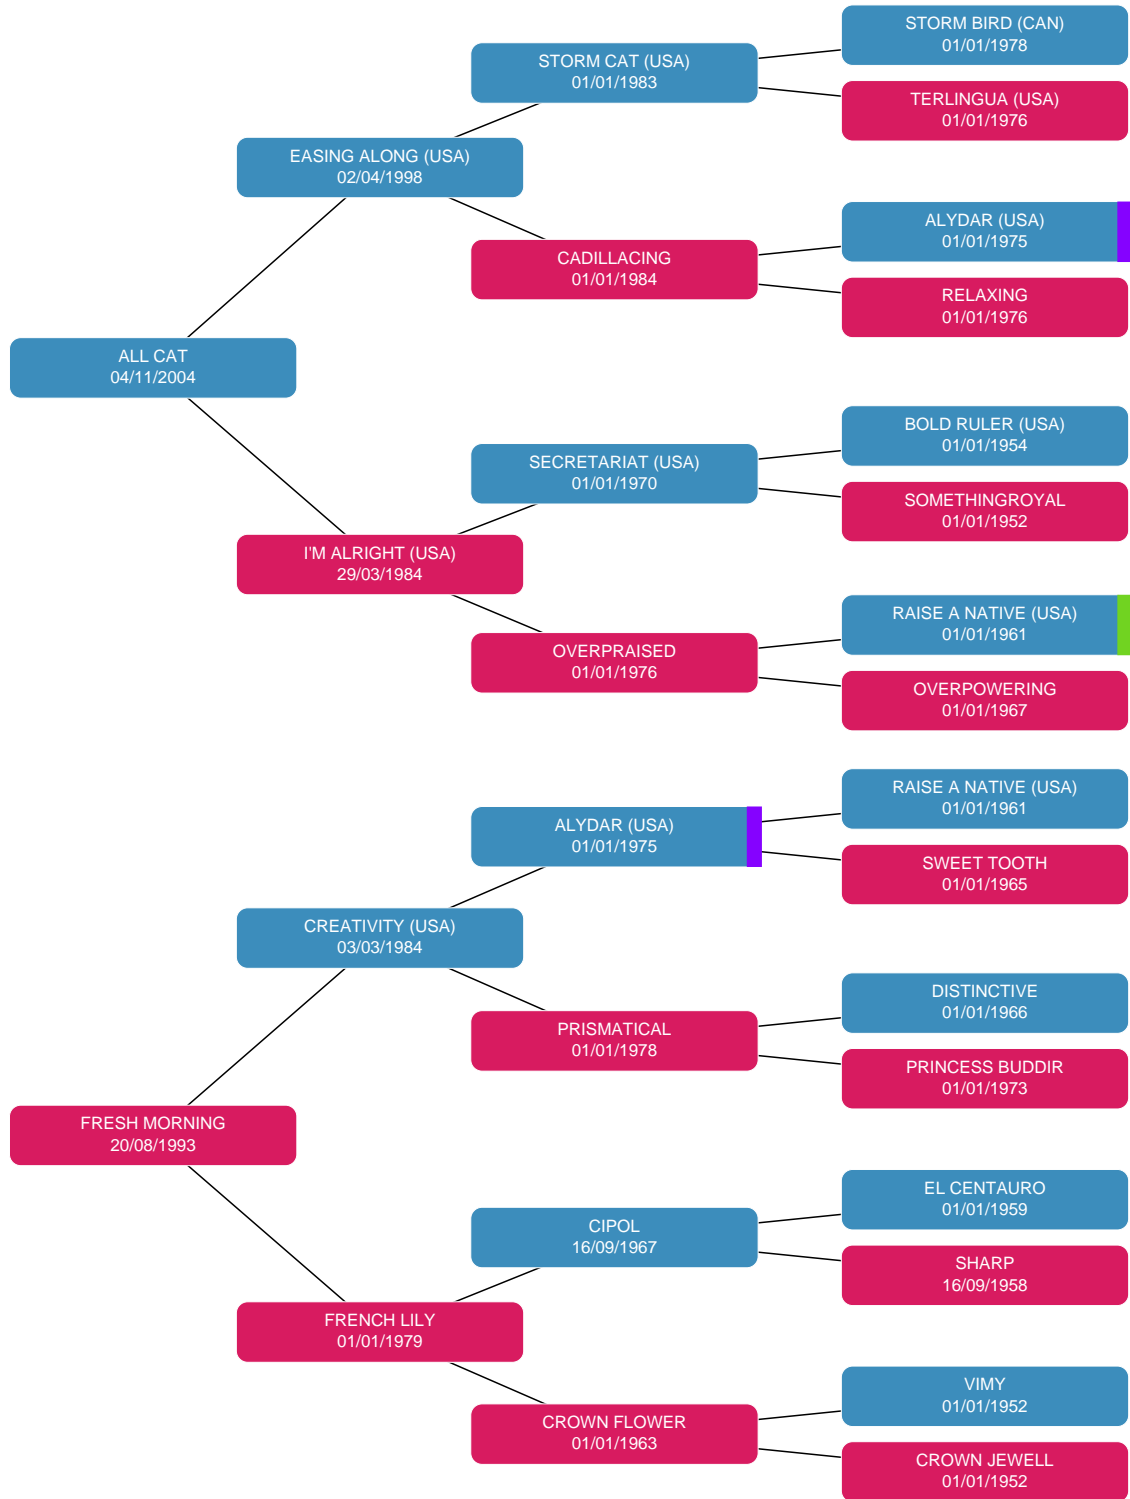 STORM BIRD (CAN)
01/01/1978
STORM CAT (USA)
01/01/1983
TERLINGUA (USA)
01/01/1976
EASING ALONG (USA)
02/04/1998
ALYDAR (USA)
01/01/1975
CADILLACING
01/01/1984
RELAXING
01/01/1976
ALL CAT
04/11/2004
BOLD RULER (USA)
01/01/1954
SECRETARIAT (USA)
01/01/1970
SOMETHINGROYAL
01/01/1952
I'M ALRIGHT (USA)
29/03/1984
RAISE A NATIVE (USA)
01/01/1961
OVERPRAISED
01/01/1976
OVERPOWERING
01/01/1967
RAISE A NATIVE (USA)
01/01/1961
ALYDAR (USA)
01/01/1975
SWEET TOOTH
01/01/1965
CREATIVITY (USA)
03/03/1984
DISTINCTIVE
01/01/1966
PRISMATICAL
01/01/1978
PRINCESS BUDDIR
01/01/1973
FRESH MORNING
20/08/1993
EL CENTAURO
01/01/1959
CIPOL
16/09/1967
SHARP
16/09/1958
FRENCH LILY
01/01/1979
VIMY
01/01/1952
CROWN FLOWER
01/01/1963
CROWN JEWELL
01/01/1952